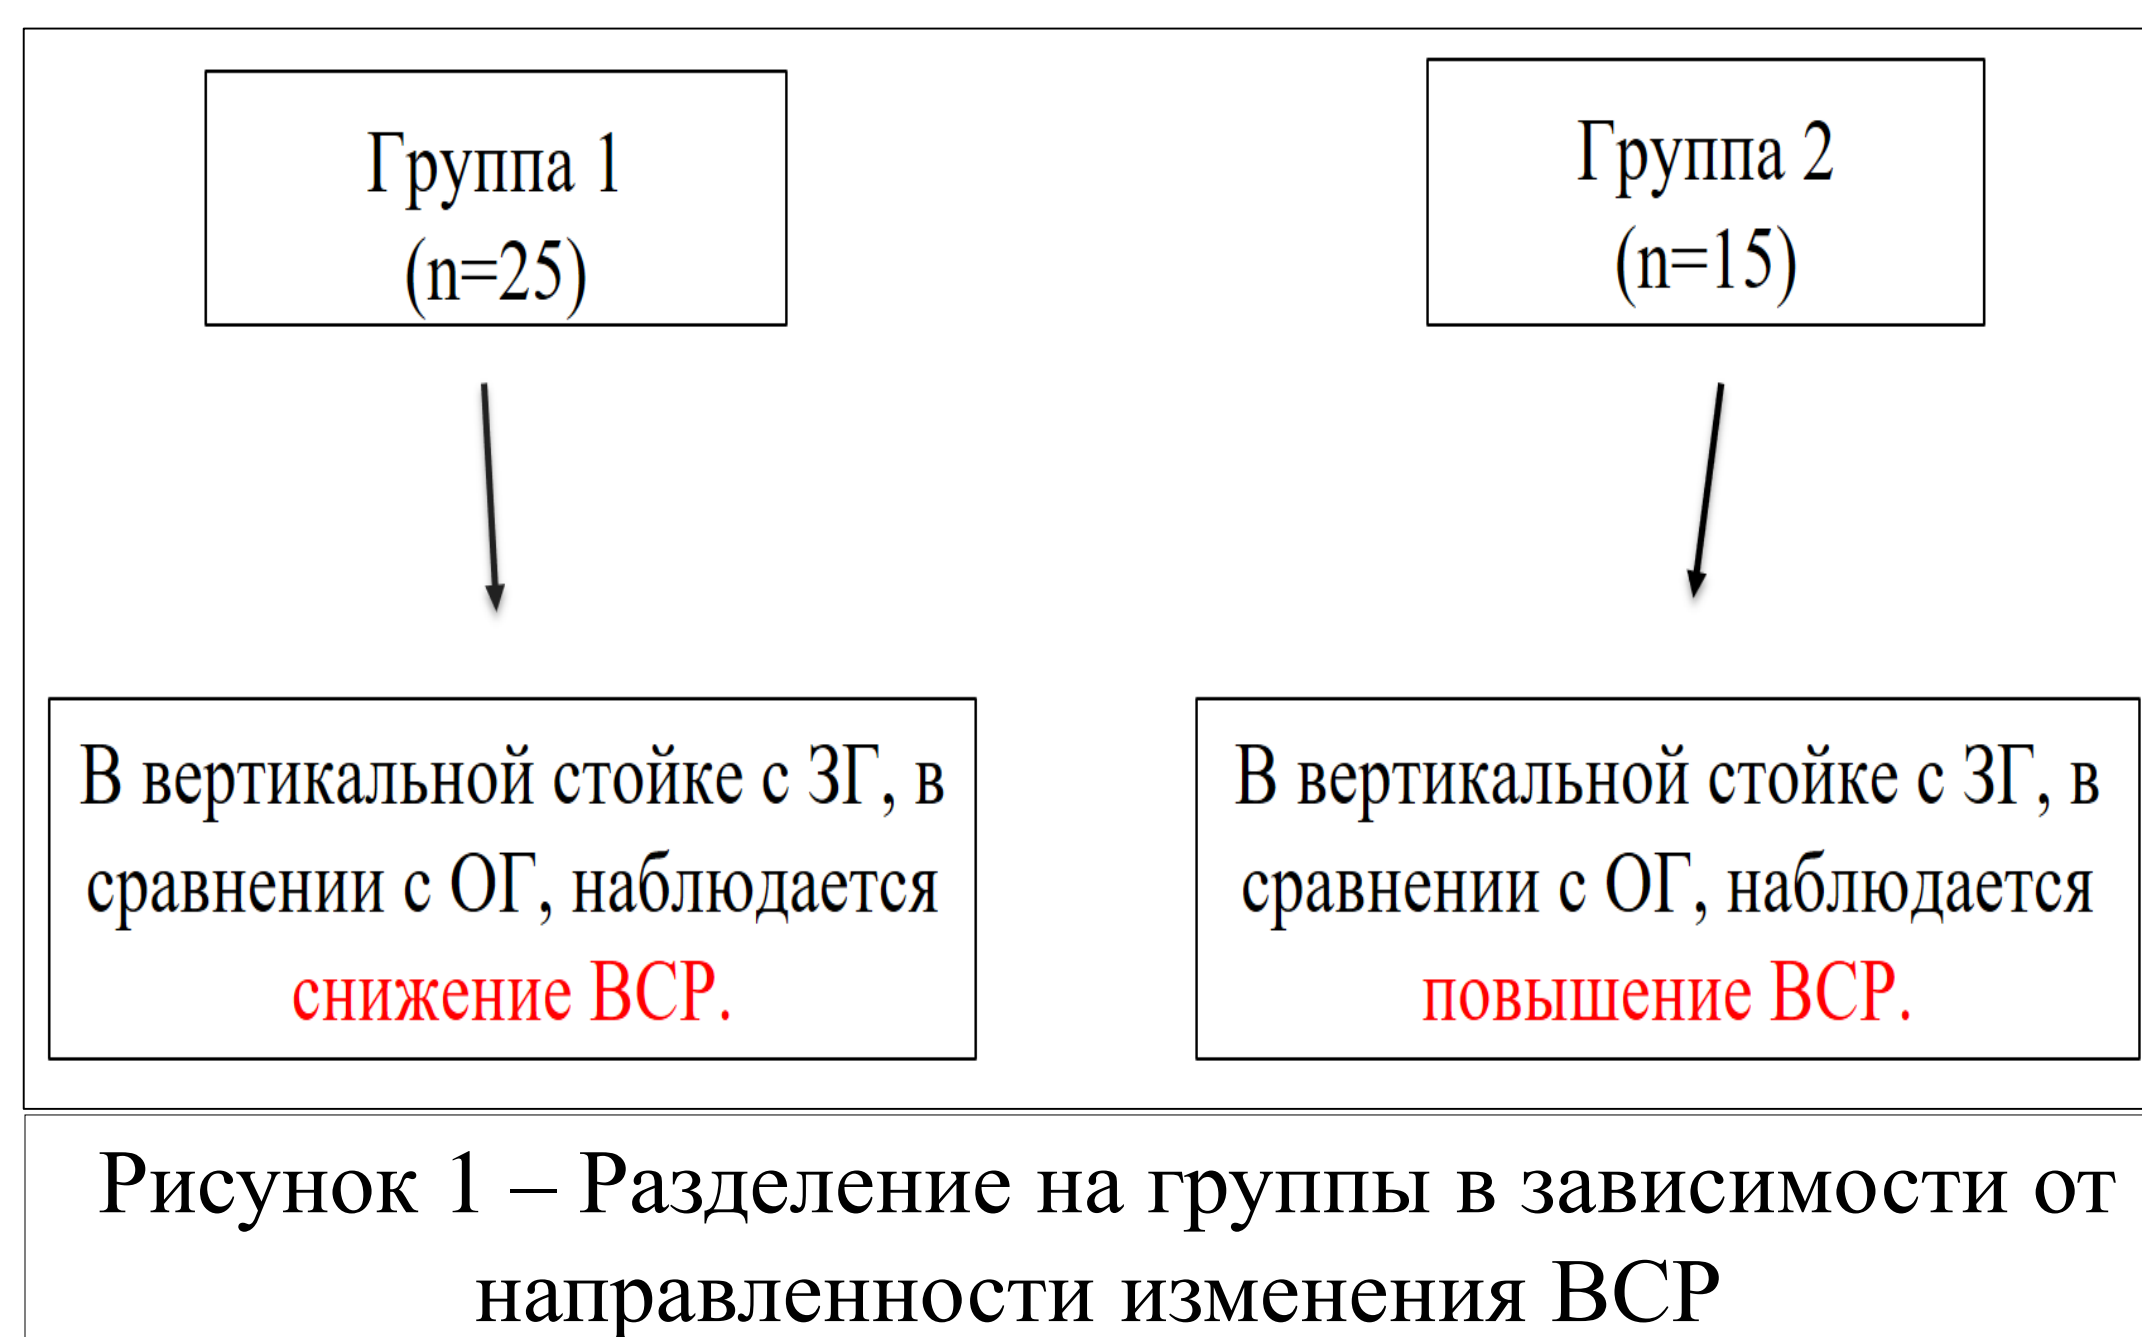 Группа 1
(n=25)
Группа 2
(n=15)
В вертикальной стойке с ЗГ, в
сравнении с ОГ, наблюдается
снижение ВСР.
В вертикальной стойке с ЗГ, в
сравнении с ОГ, наблюдается
повышение ВСР.
Рисунок 1 – Разделение на группы в зависимости от
направленности изменения ВСР